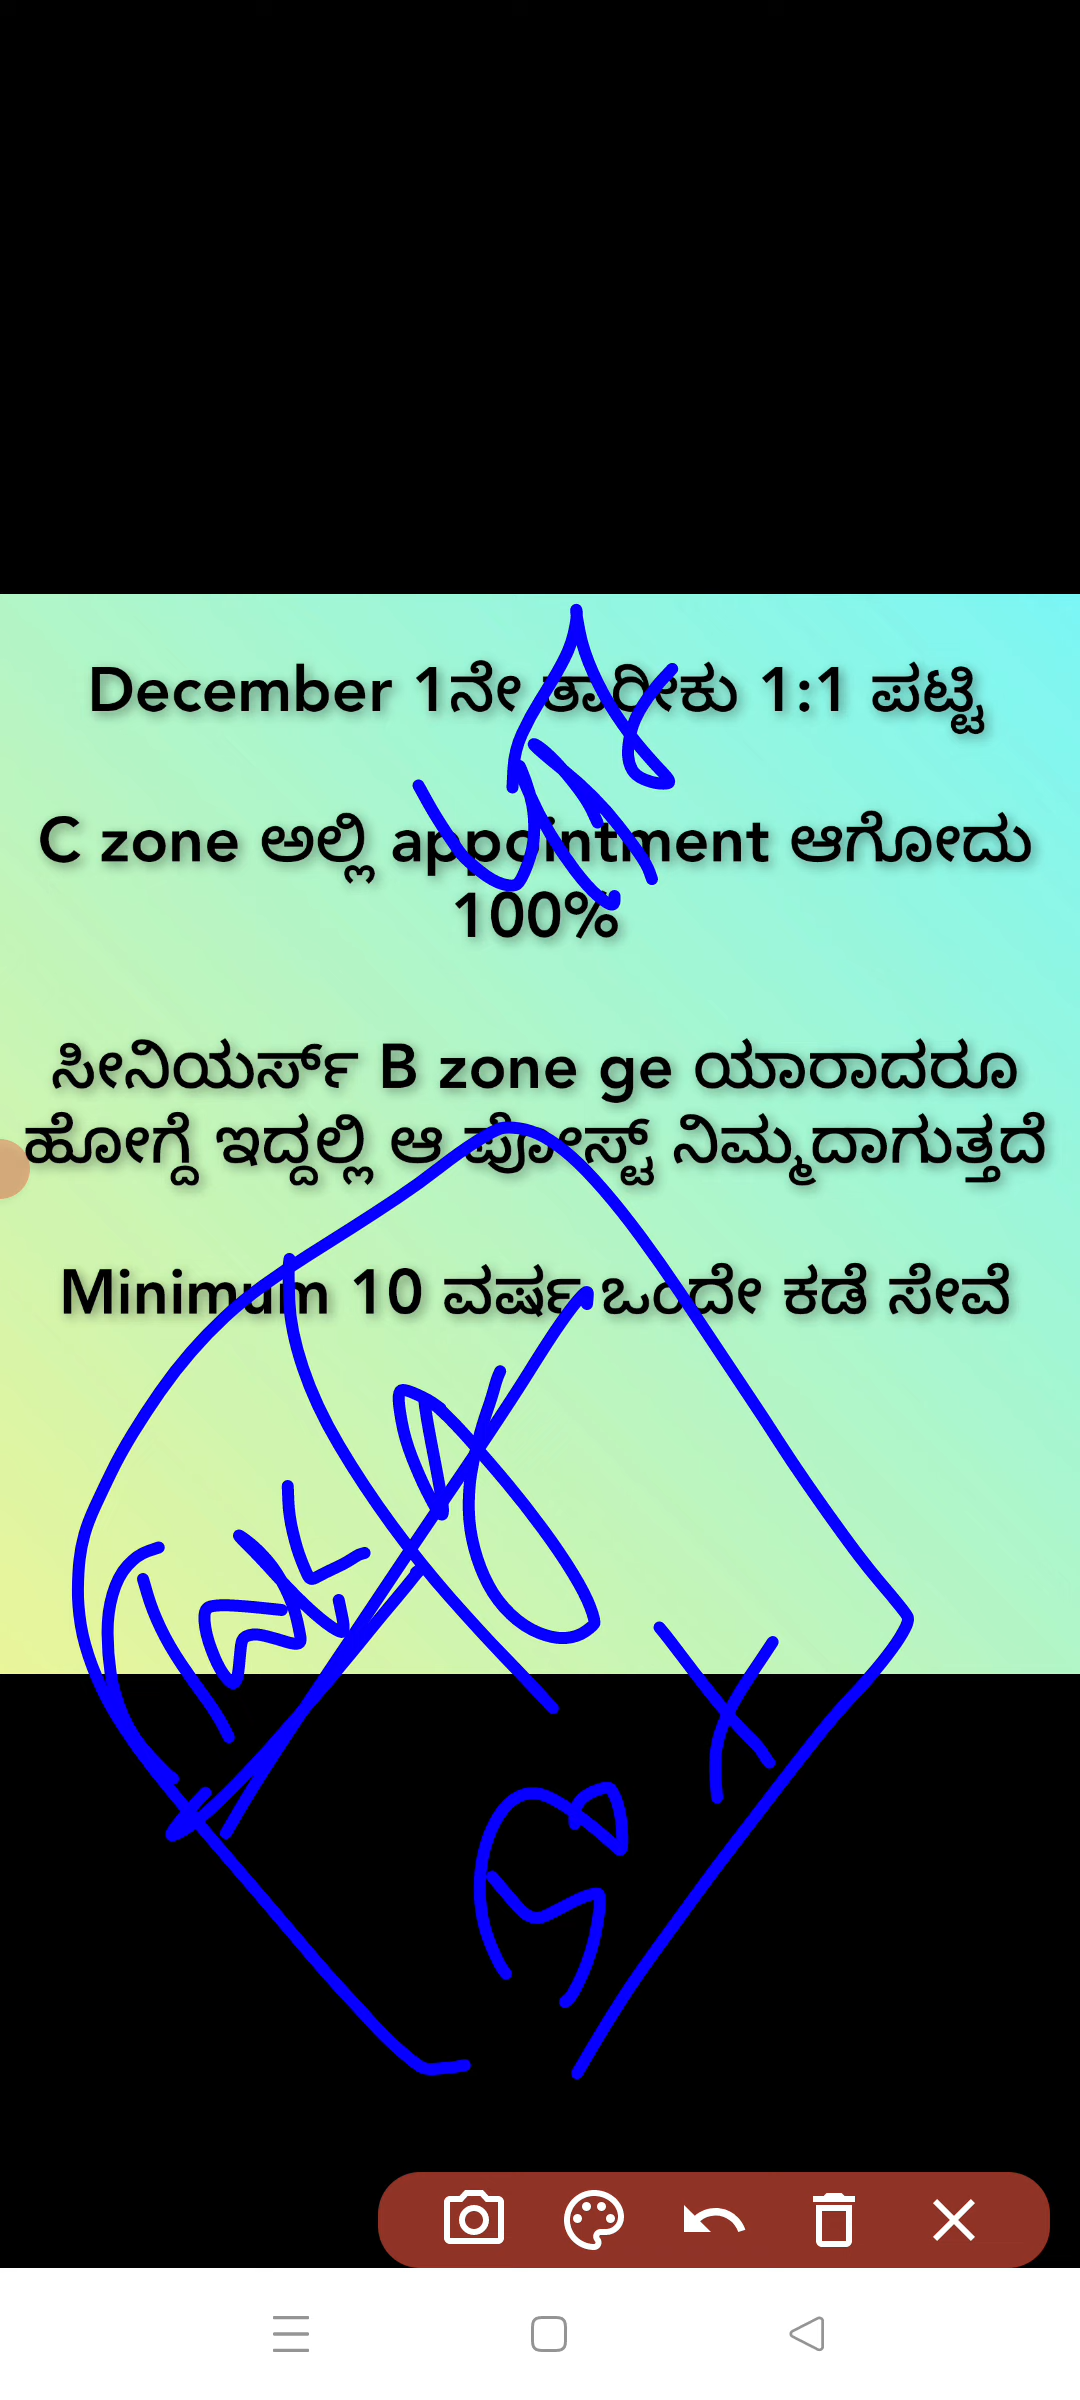 December 1ನೇ ತಾರೀಕು 1:1 ಪಟ್ಟಿ
C zone ಅಲ್ಲಿ appointment ಆಗೋದು
100%
ಸೀನಿಯರ್ಸ್ B zone ge ಯಾರಾದರೂ
ಹೋಗ್ದೆ ಇದ್ದಲ್ಲಿ ಆ ಪೋಸ್ಟ್ ನಿಮ್ಮದಾಗುತ್ತದೆ
Minimum 10 ವರ್ಷ ಒಂದೇ ಕಡೆ ಸೇವೆ